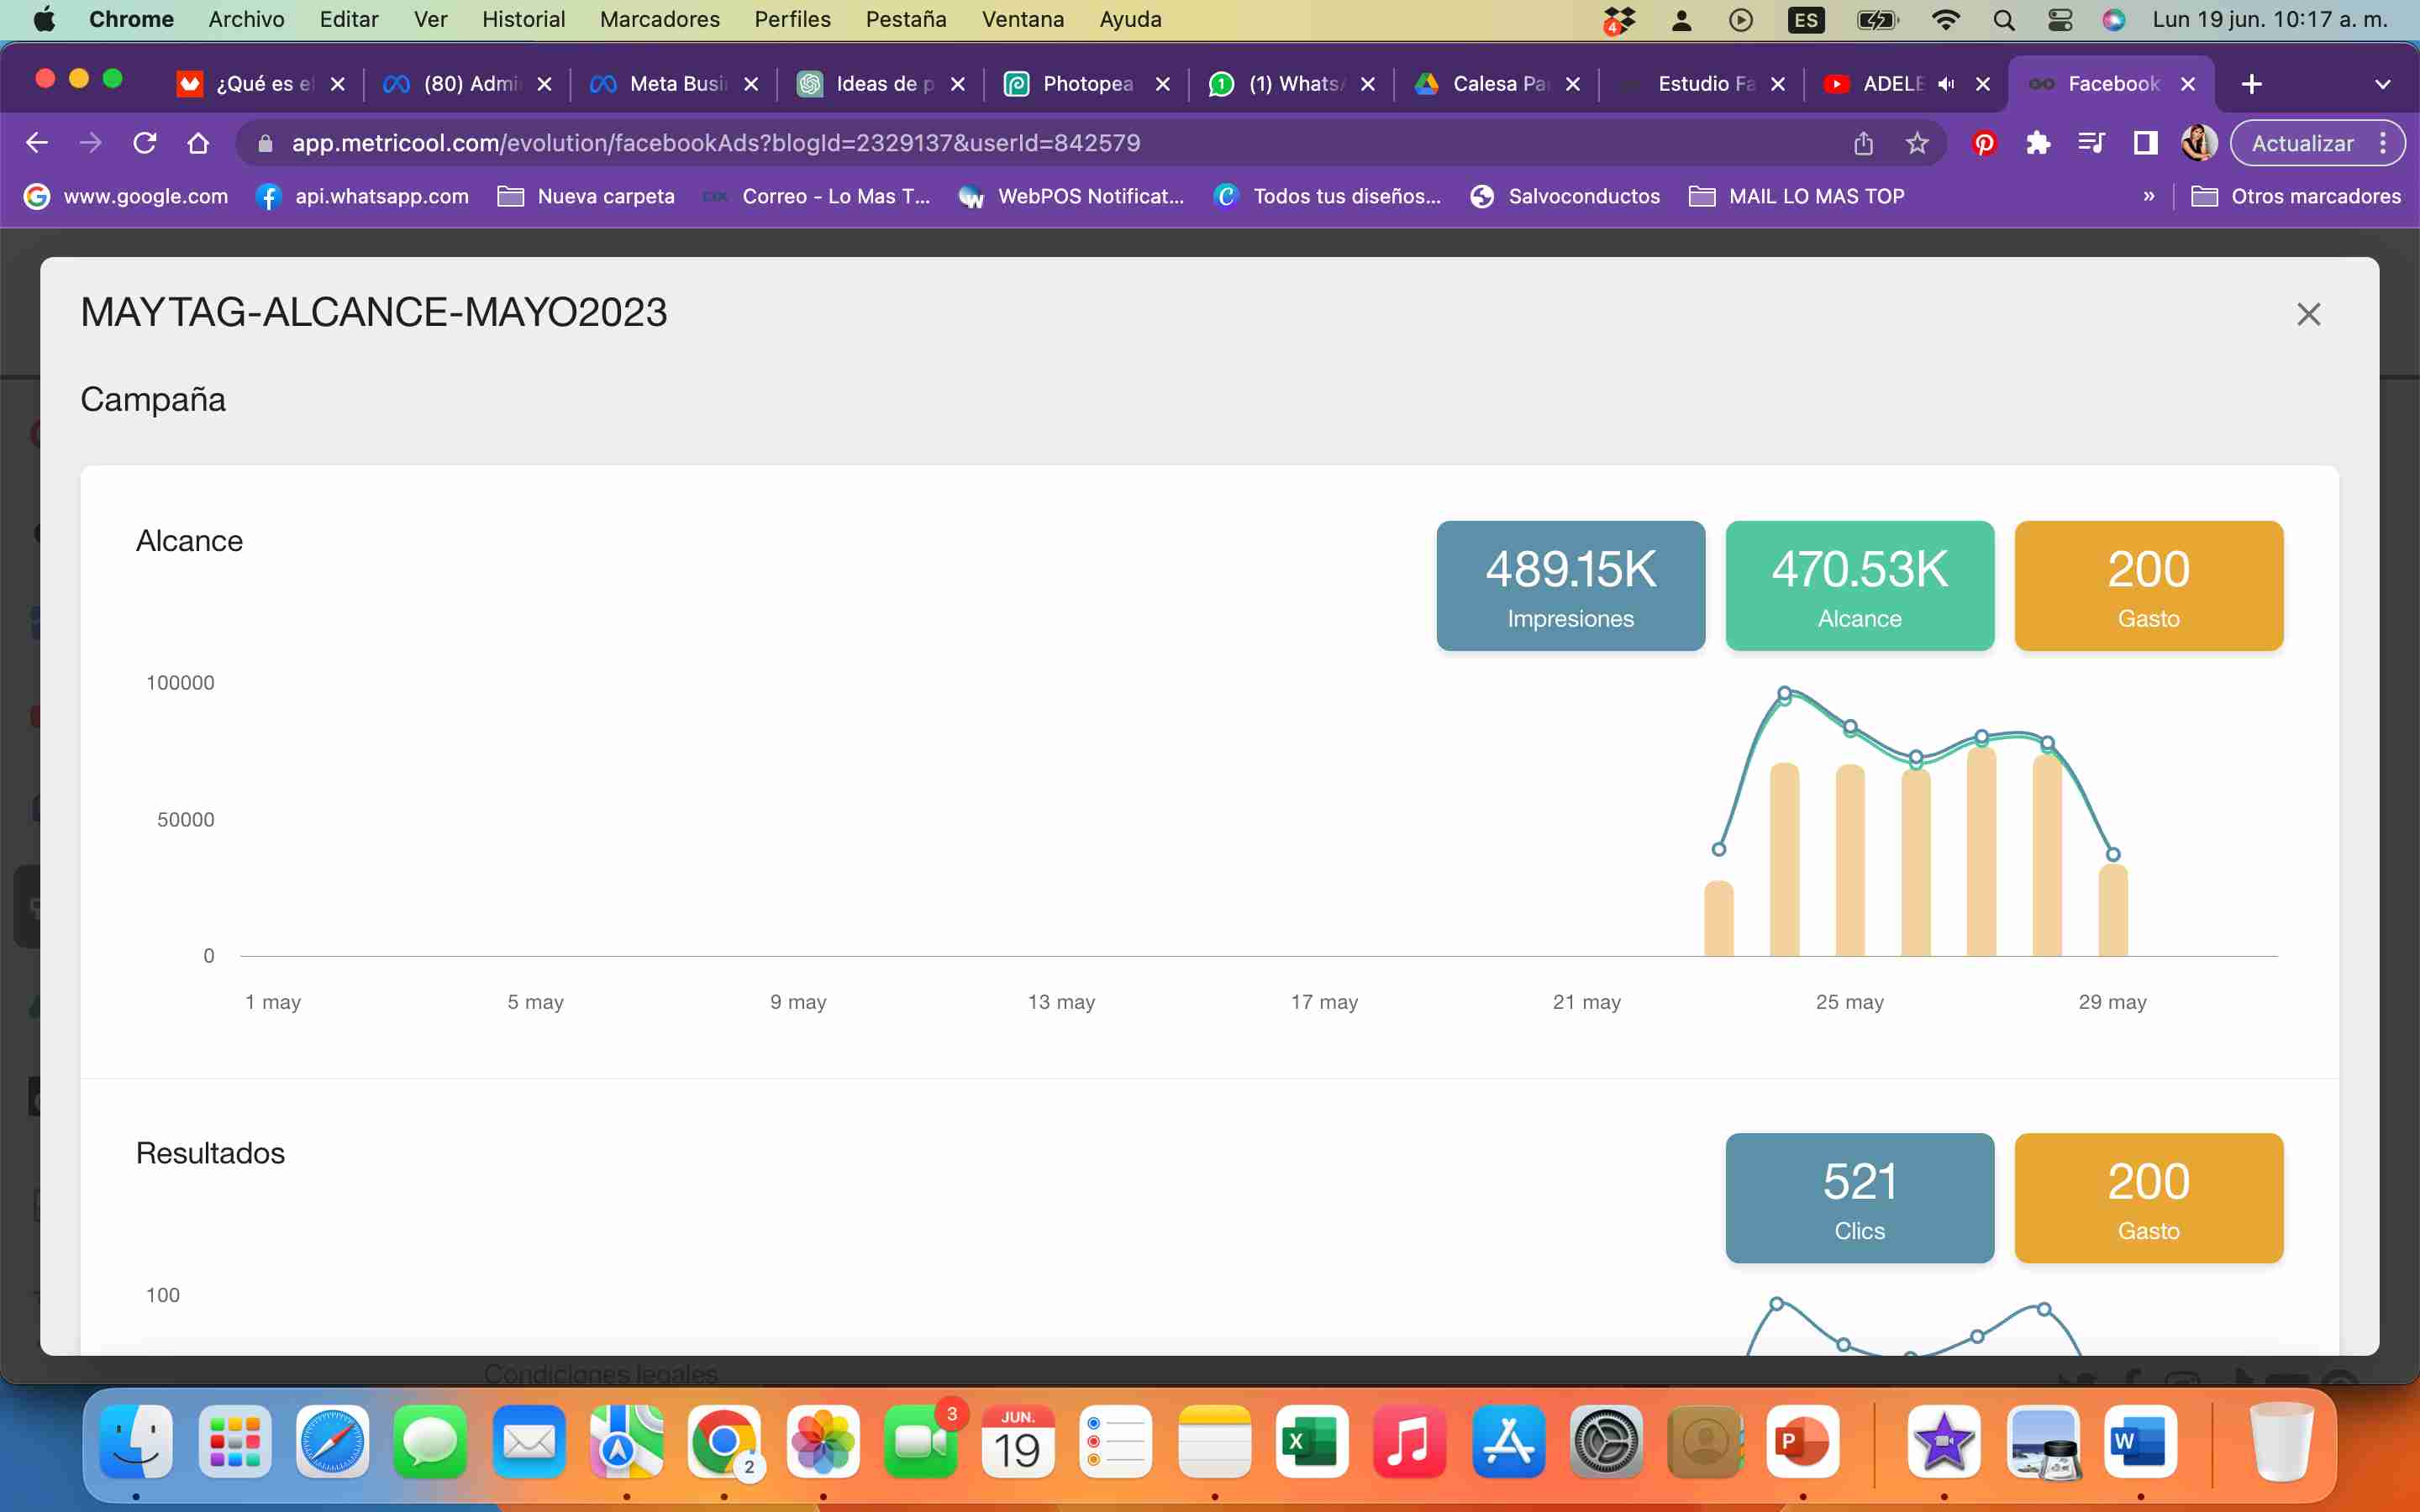 Chrome Archivo Editar Ver Historial Marcadores Perfiles Pestaña Ventana Ayuda 4 ES Lun 19 jun. 10:17 a. m.
¿Qué es el (80) Admi Meta Busi Ideas de p Photopea (1) Whats Calesa Pa Estudio Fa ADELE Facebook
app.metricool.com/evolution/facebookAds?blogId=2329137&userId=842579 Actualizar
www.google.com api.whatsapp.com Nueva carpeta CIX Correo - Lo Mas T... WebPOS Notificat... Todos tus diseños... Salvoconductos MAIL LO MAS TOP » Otros marcadores
MAYTAG-ALCANCE-MAYO2023
Campaña
Alcance
489.15K
Impresiones
470.53K
Alcance
200
Gasto
100000
50000
0
1 may 5 may 9 may 13 may 17 may 21 may 25 may 29 may
Resultados
521
Clics
200
Gasto
100
Condiciones legales
3
JUN.
19
2
X
P
W